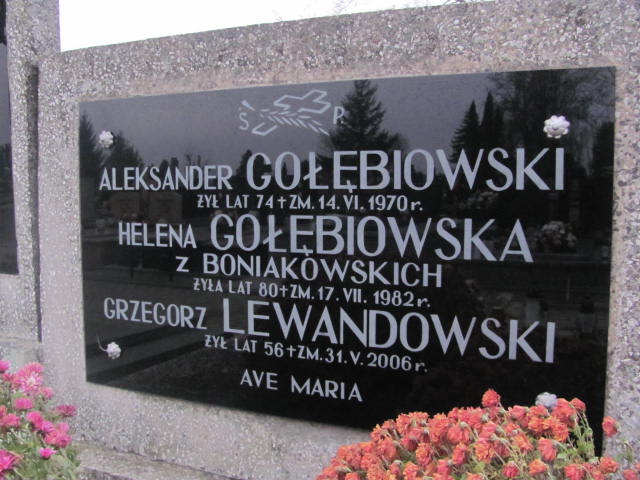 Ś P
ALEKSANDER GOŁĘBIOWSKI
ŻYŁ LAT 74 + ZM. 14. VI. 1970 r.
HELENA GOŁĘBIOWSKA
Z BONIAKOWSKICH
ŻYŁA LAT 80 + ZM. 17. VII. 1982 r.
GRZEGORZ LEWANDOWSKI
ŻYŁ LAT 56 + ZM. 31. V. 2006 r.
AVE MARIA